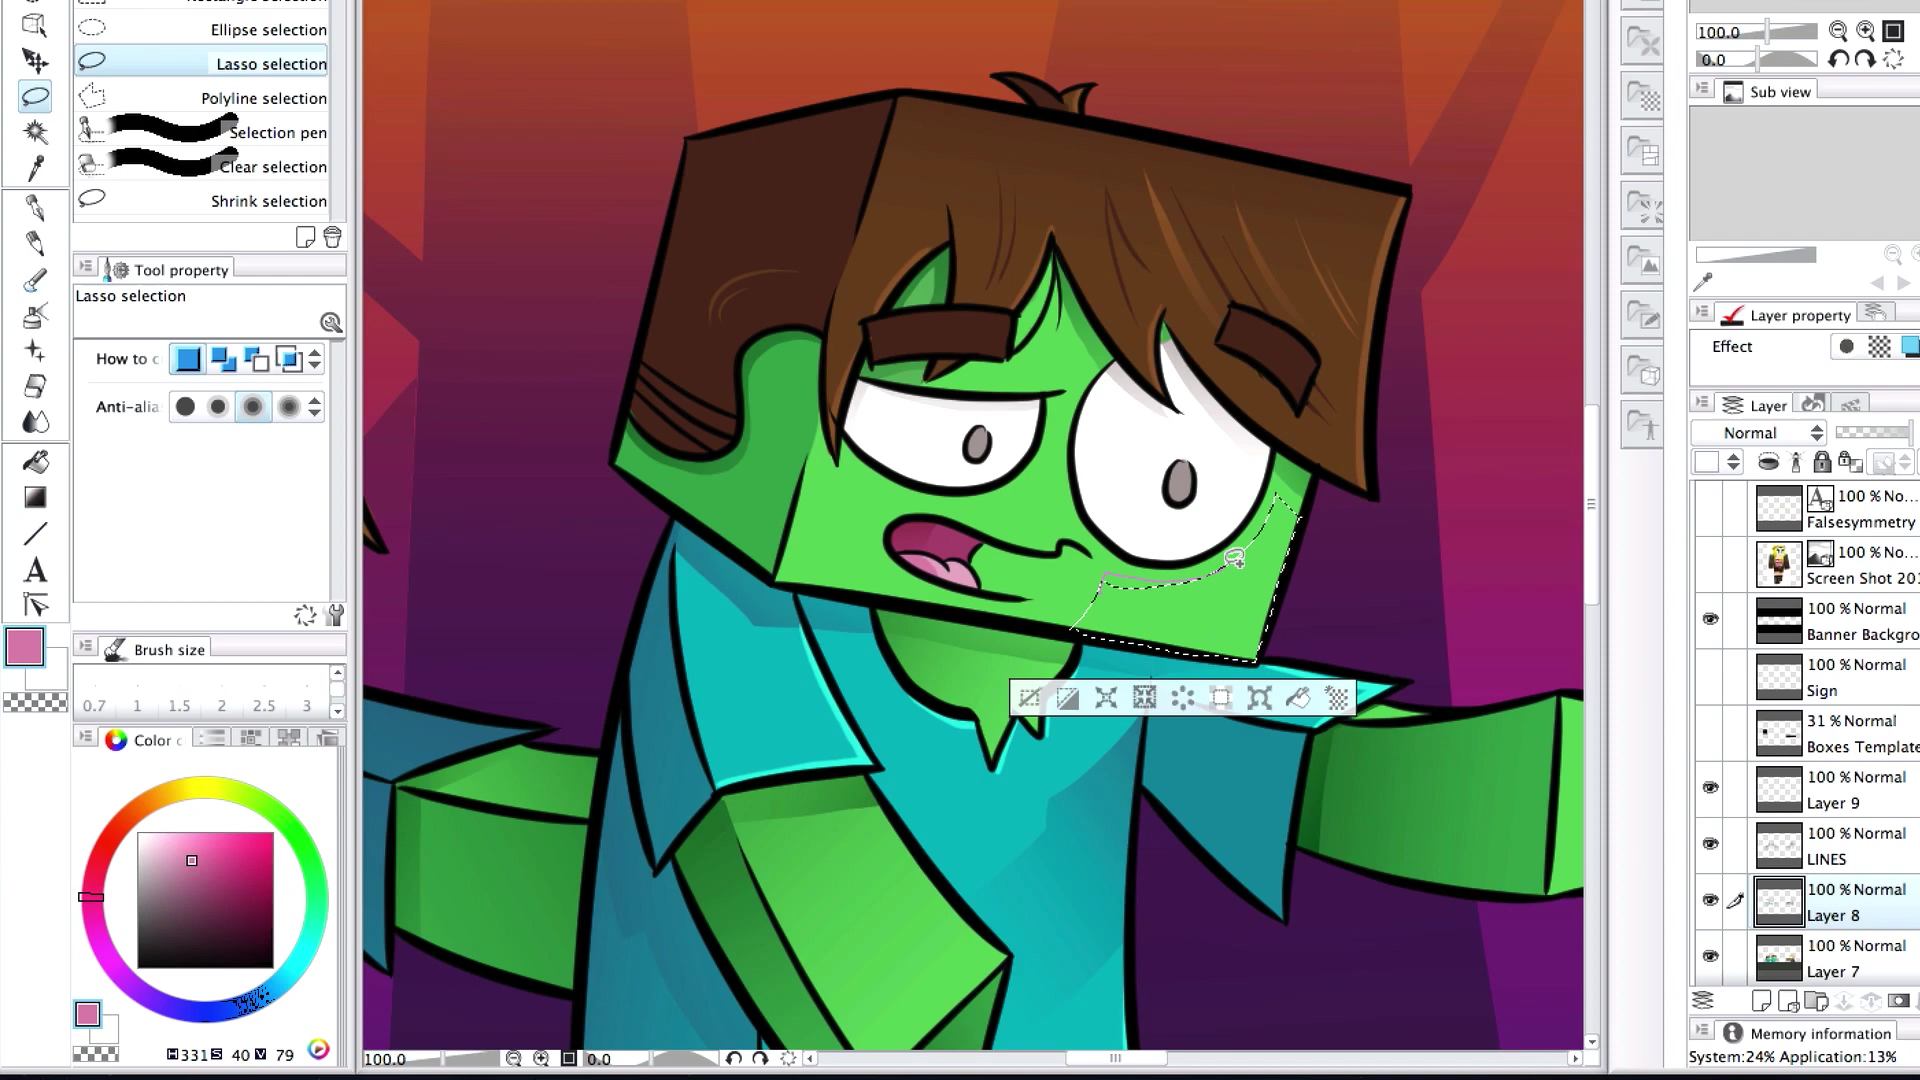 Ellipse selection
Lasso selection
Polyline selection
Selection pen
Clear selection
Shrink selection
Tool property
Lasso selection
How to c
Anti-alia
Brush size
0.7 1 1.5 2 2.5 3
Color c
H 331 S 40 V 79
100.0 0.0
100.0
0.0
Sub view
Layer property
Effect
Layer
Normal
100 % No...
Falsesymmetry
100 % No...
Screen Shot 201
100 % Normal
Banner Backgro
100 % Normal
Sign
31 % Normal
Boxes Template
100 % Normal
Layer 9
100 % Normal
LINES
100 % Normal
Layer 8
100 % Normal
Layer 7
Memory information
System:24% Application:13%